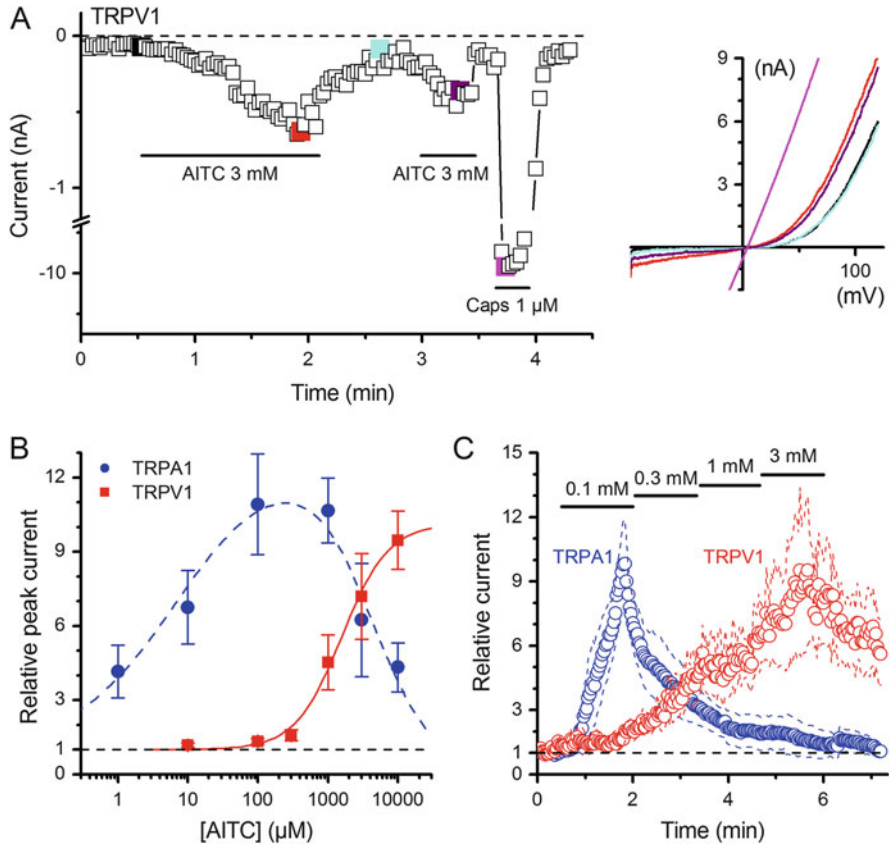 A
TRPV1
0
-1
-10
Current (nA)
AITC 3 mM
AITC 3 mM
Caps 1 µM
0 1 2 3 4
Time (min)
9
(nA)
6
3
100
(mV)
B
TRPA1
TRPV1
12
9
6
3
1
0
Relative peak current
1 10 100 1000 10000
[AITC] (µM)
C
15
12
9
6
3
1
0
Relative current
0.1 mM
0.3 mM
1 mM
3 mM
TRPA1
TRPV1
0 2 4 6
Time (min)